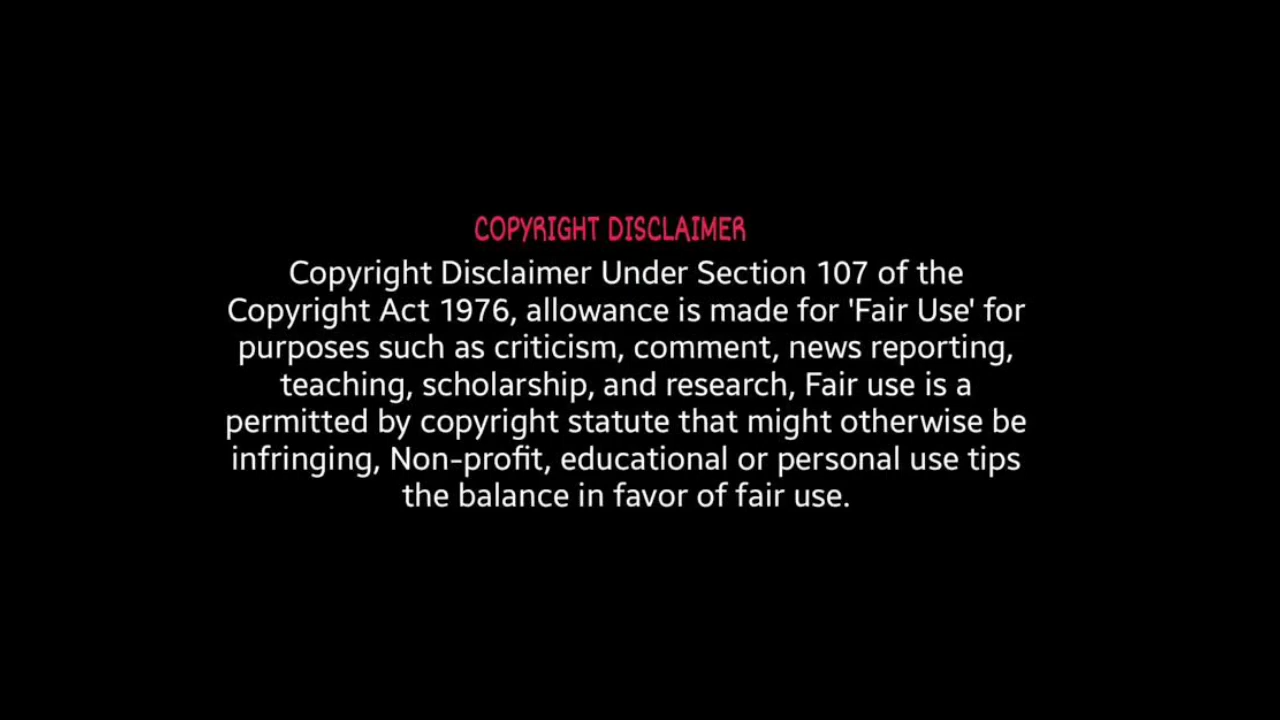 COPYRIGHT DISCLAIMER
Copyright Disclaimer Under Section 107 of the
Copyright Act 1976, allowance is made for 'Fair Use' for
purposes such as criticism, comment, news reporting,
teaching, scholarship, and research, Fair use is a
permitted by copyright statute that might otherwise be
infringing, Non-profit, educational or personal use tips
the balance in favor of fair use.